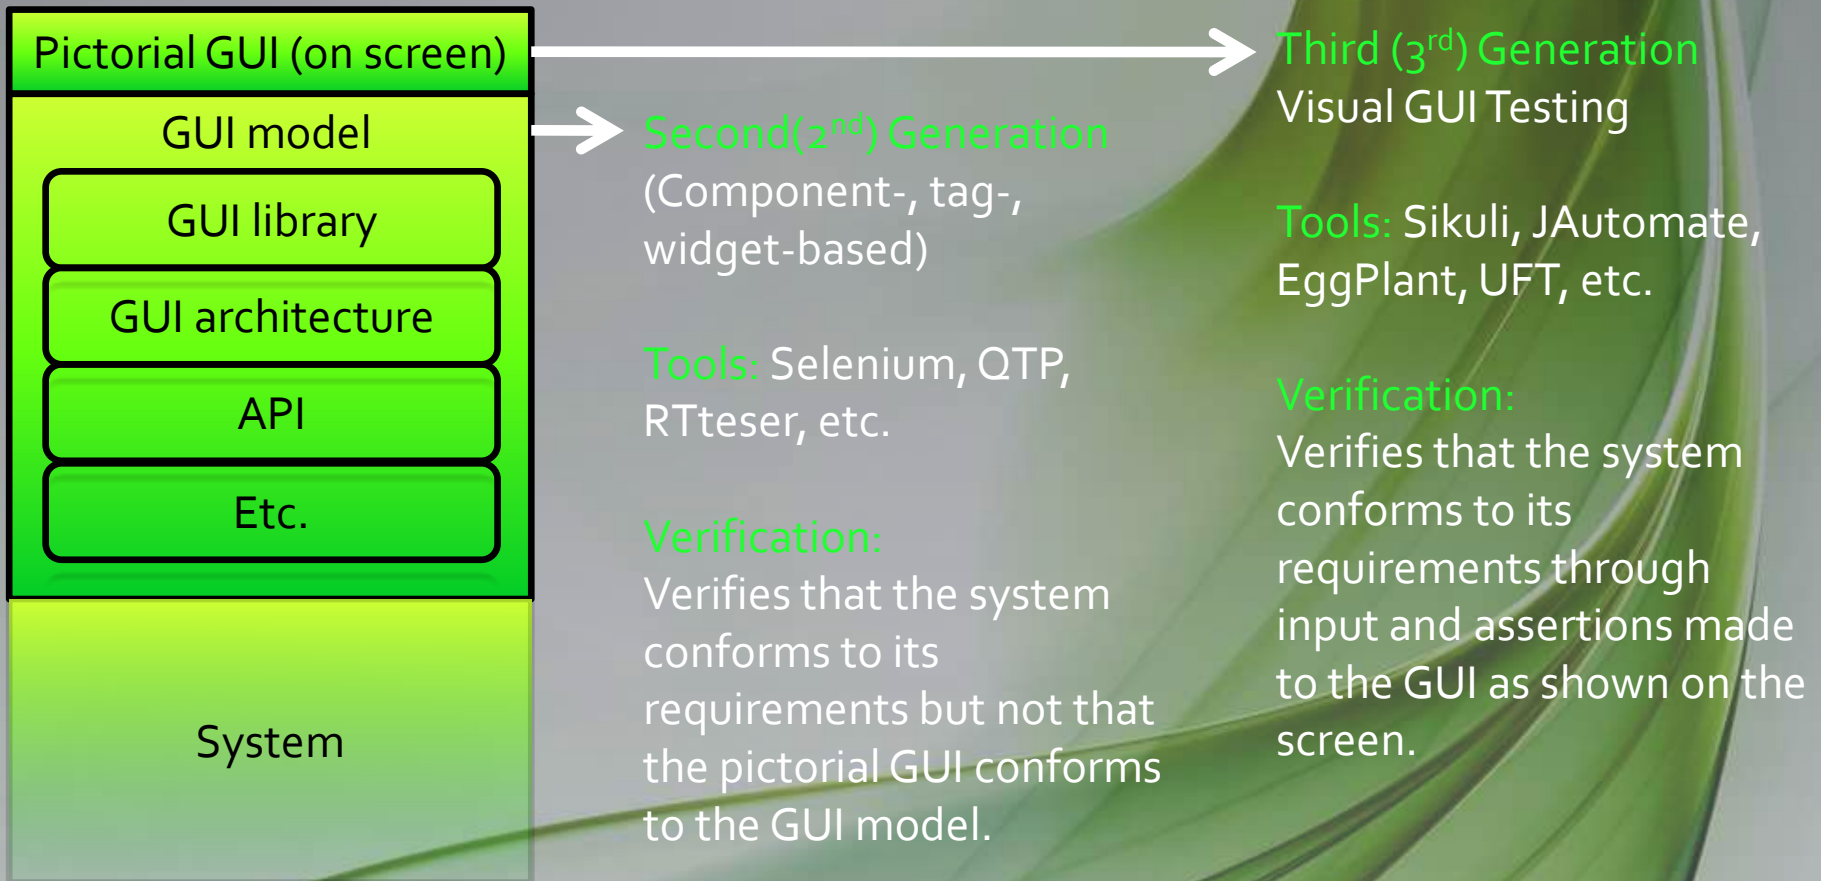 Pictorial GUI (on screen)
GUI model
GUI library
GUI architecture
API
Etc.
System
Second(2nd) Generation
(Component-, tag-,
widget-based)
Tools: Selenium, QTP,
RTteser, etc.
Verification:
Verifies that the system
conforms to its
requirements but not that
the pictorial GUI conforms
to the GUI model.
Third (3rd) Generation
Visual GUI Testing
Tools: Sikuli, JAutomate,
EggPlant, UFT, etc.
Verification:
Verifies that the system
conforms to its
requirements through
input and assertions made
to the GUI as shown on the
screen.